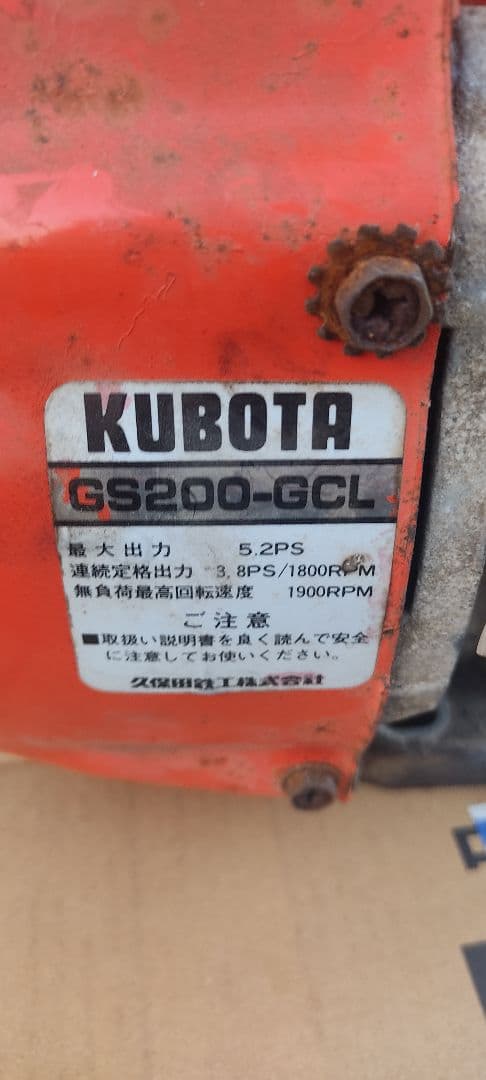 KUBOTA
GS200-GCL
最大出力 5.2PS
連続定格出力 3.8PS/1800RPM
無負荷最高回転速度 1900RPM
ご注意
■取扱い説明書を良く読んで安全
に注意してお使いください。
久保田鉄工株式会社